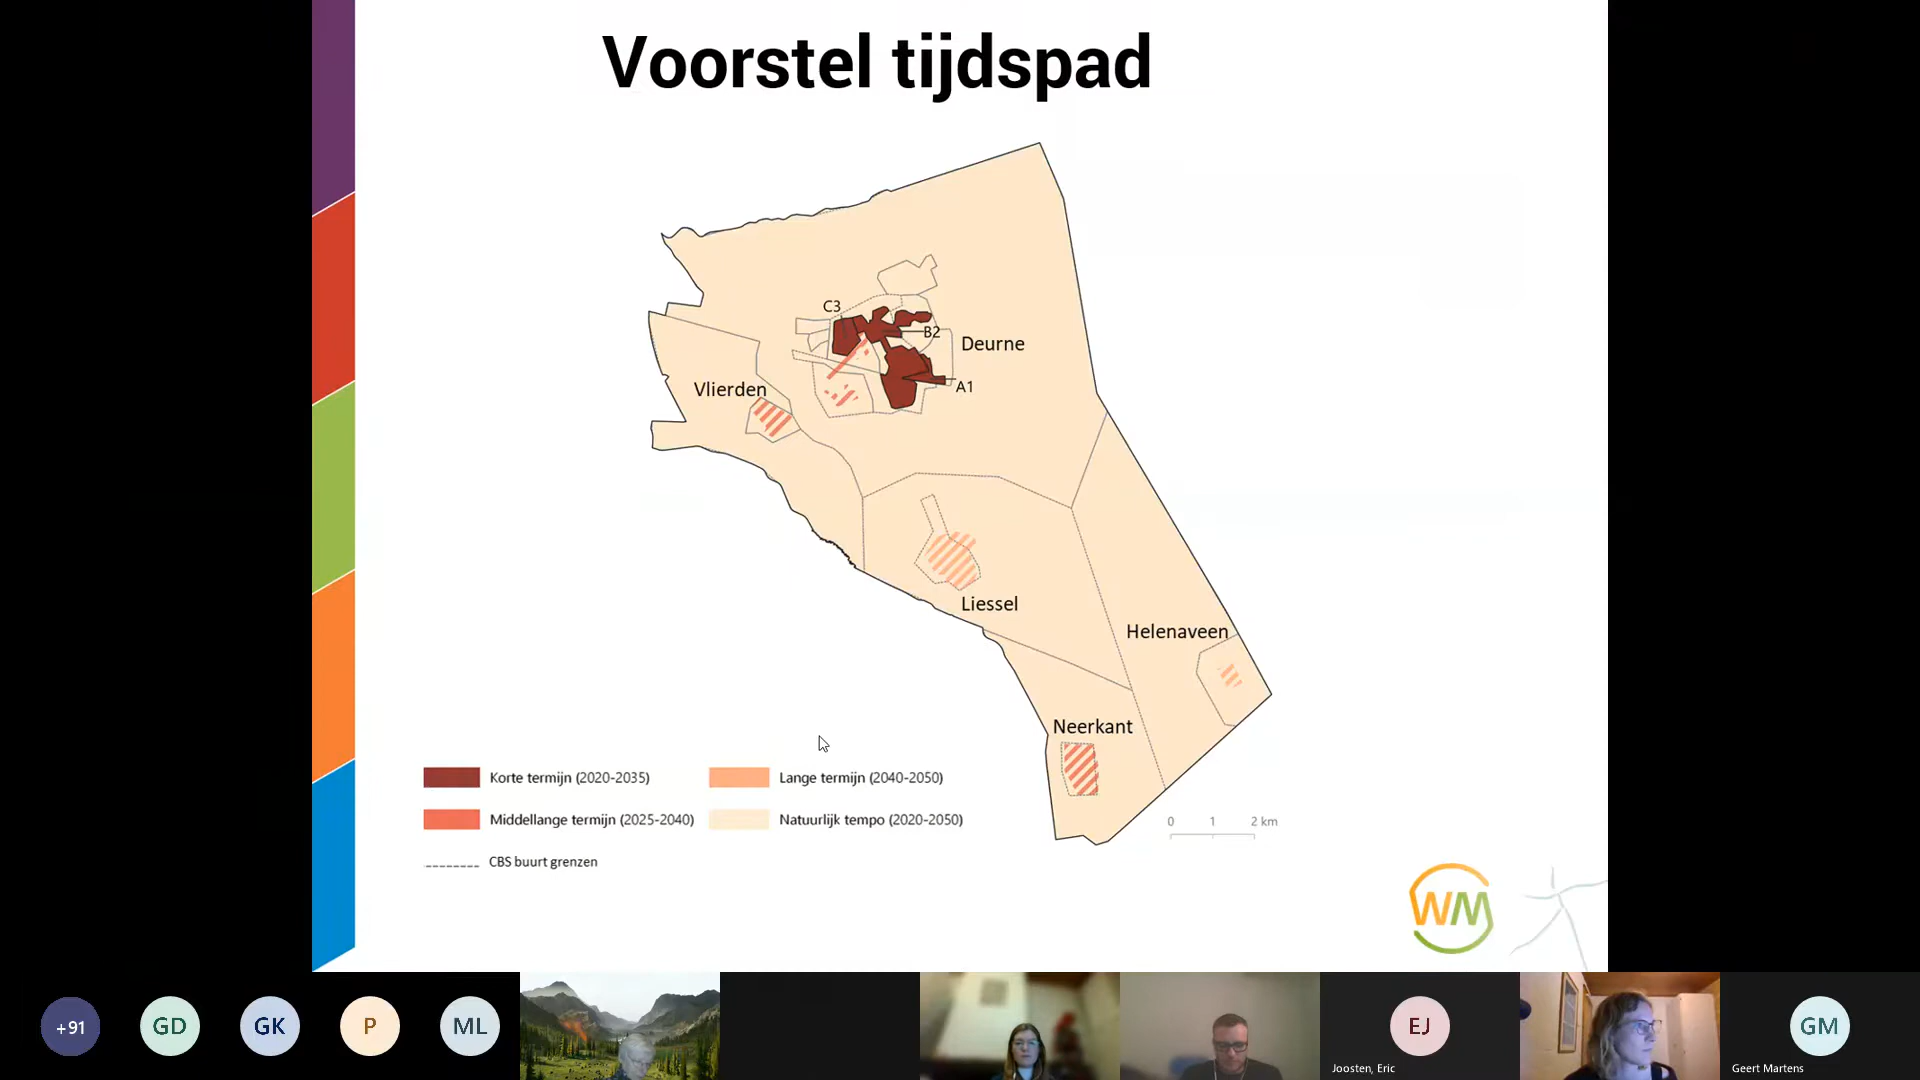 Voorstel tijdspad
C3
B2
Deurne
A1
Vlierden
Liessel
Helenaveen
Neerkant
Korte termijn (2020-2035)
Lange termijn (2040-2050)
Middellange termijn (2025-2040)
Natuurlijk tempo (2020-2050)
CBS buurt grenzen
0 1 2 km
WM
+91
GD
GK
P
ML
EJ
Joosten, Eric
GM
Geert Martens